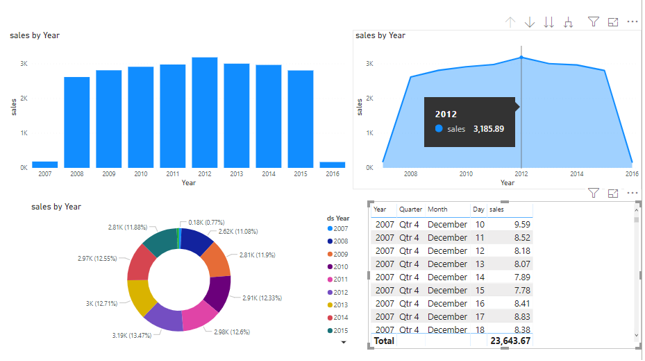 sales by Year
3K
2K
1K
0K
sales
2007 2008 2009 2010 2011 2012 2013 2014 2015 2016
Year
sales by Year
3K
2K
1K
0K
sales
2012
sales 3,185.89
2008 2010 2012 2014 2016
Year
sales by Year
0.18K (0.77%)
2.62K (11.08%)
2.81K (11.9%)
2.91K (12.33%)
2.98K (12.6%)
3.19K (13.47%)
3K (12.71%)
2.97K (12.55%)
2.81K (11.88%)
ds Year
2007
2008
2009
2010
2011
2012
2013
2014
2015
Year Quarter Month Day sales
2007 Qtr 4 December 10 9.59
2007 Qtr 4 December 11 8.52
2007 Qtr 4 December 12 8.18
2007 Qtr 4 December 13 8.07
2007 Qtr 4 December 14 7.89
2007 Qtr 4 December 15 7.78
2007 Qtr 4 December 16 8.41
2007 Qtr 4 December 17 8.83
2007 Qtr 4 December 18 8.38
Total 23,643.67